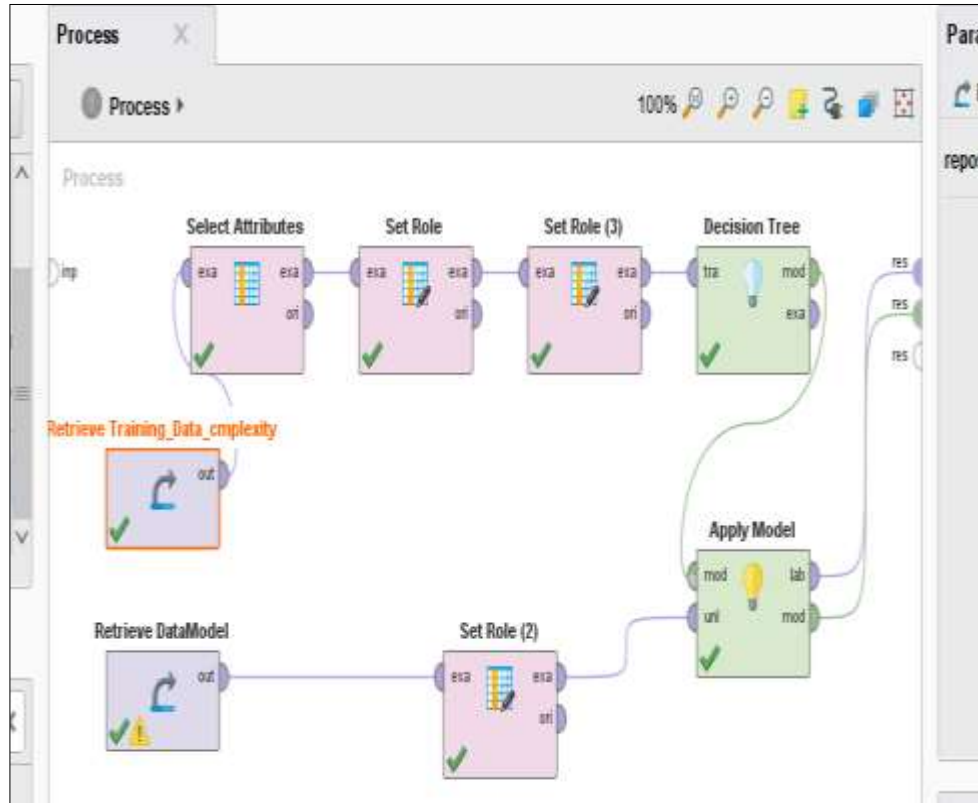 Process
Para
Process
100%
repo
Process
Select Attributes
Set Role
Set Role (3)
Decision Tree
inp
exa
exa
ori
exa
exa
ori
exa
exa
ori
tra
mod
exa
res
res
res
Retrieve Training_Data_cmplexity
out
Apply Model
mod
lab
unl
mod
Retrieve DataModel
out
Set Role (2)
exa
exa
ori